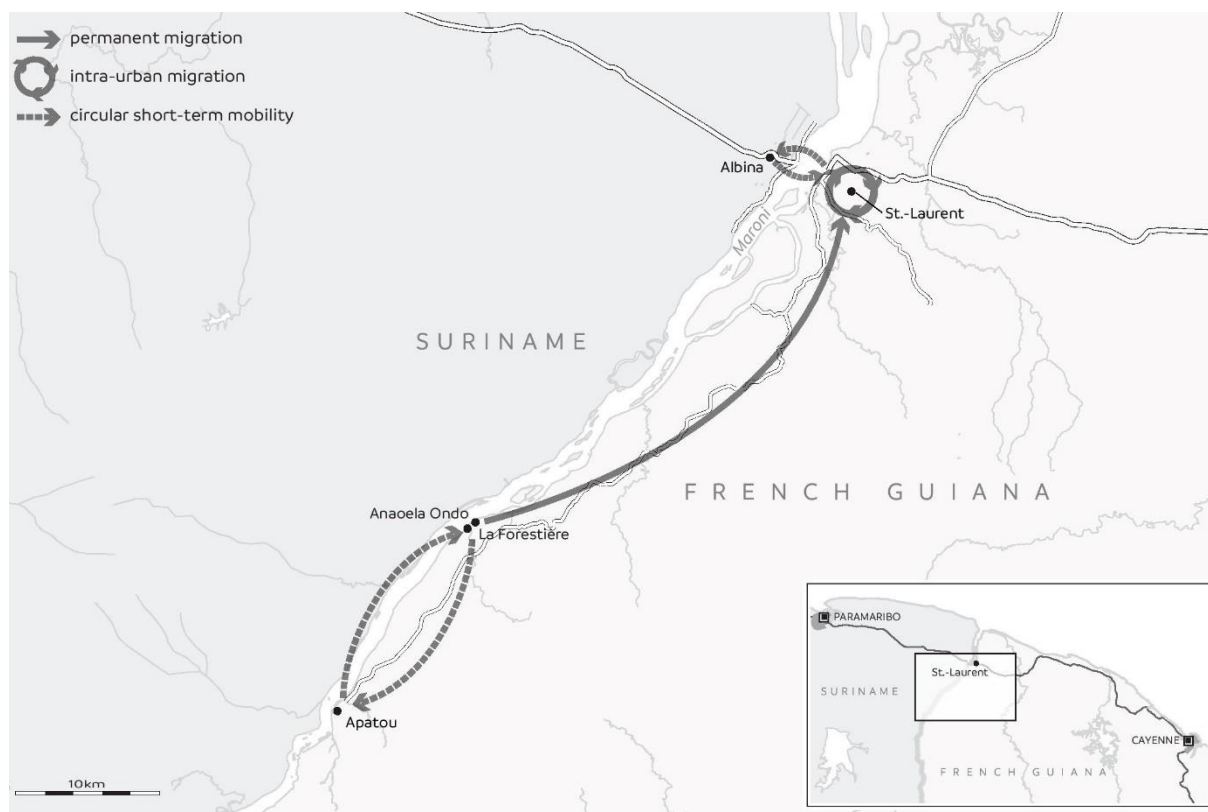 permanent migration
intra-urban migration
circular short-term mobility
Albina
St.-Laurent
Maroni
SURINAME
FRENCH GUIANA
Anaoela Ondo
La Forestière
Apatou
10km
PARAMARIBO
St.-Laurent
SURINAME
CAYENNE
FRENCH GUIANA